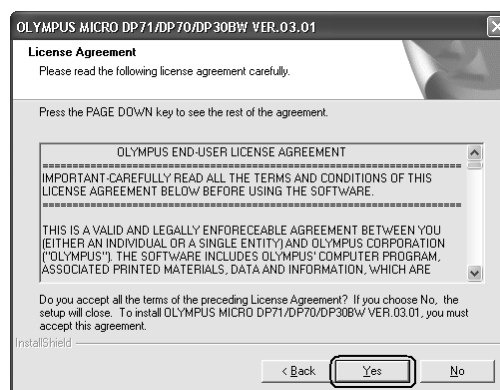 OLYMPUS MICRO DP71/DP70/DP30BW VER.03.01
License Agreement
Please read the following license agreement carefully.
Press the PAGE DOWN key to see the rest of the agreement.
OLYMPUS END-USER LICENSE AGREEMENT
==================================================================
IMPORTANT-CAREFULLY READ ALL THE TERMS AND CONDITIONS OF THIS
LICENSE AGREEMENT BELOW BEFORE USING THE SOFTWARE.
==================================================================
THIS IS A VALID AND LEGALLY ENFORECEABLE AGREEMENT BETWEEN YOU
(EITHER AN INDIVIDUAL OR A SINGLE ENTITY) AND OLYMPUS CORPORATION
("OLYMPUS"). THE SOFTWARE INCLUDES OLYMPUS' COMPUTER PROGRAM,
ASSOCIATED PRINTED MATERIALS, DATA AND INFORMATION, WHICH ARE
Do you accept all the terms of the preceding License Agreement? If you choose No, the
setup will close. To install OLYMPUS MICRO DP71/DP70/DP30BW VER.03.01, you must
accept this agreement.
InstallShield
< Back Yes No